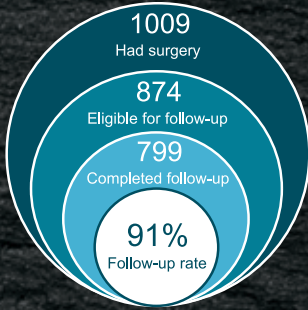 1009
Had surgery
874
Eligible for follow-up
799
Completed follow-up
91%
Follow-up rate